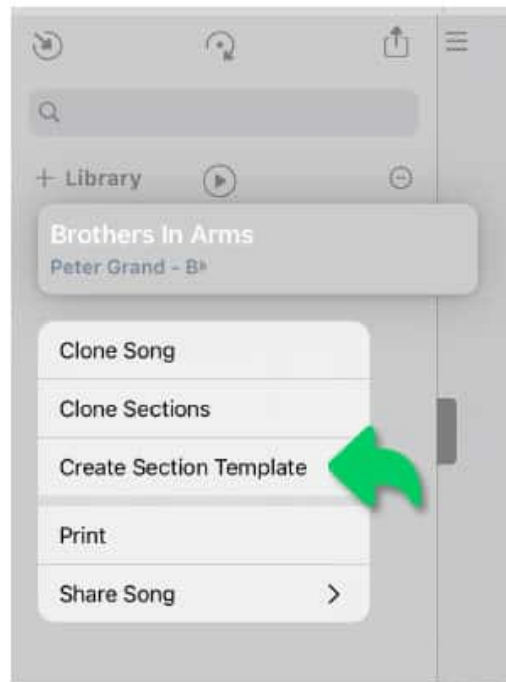 + Library
Brothers In Arms
Peter Grand - B♭
Clone Song
Clone Sections
Create Section Template
Print
Share Song